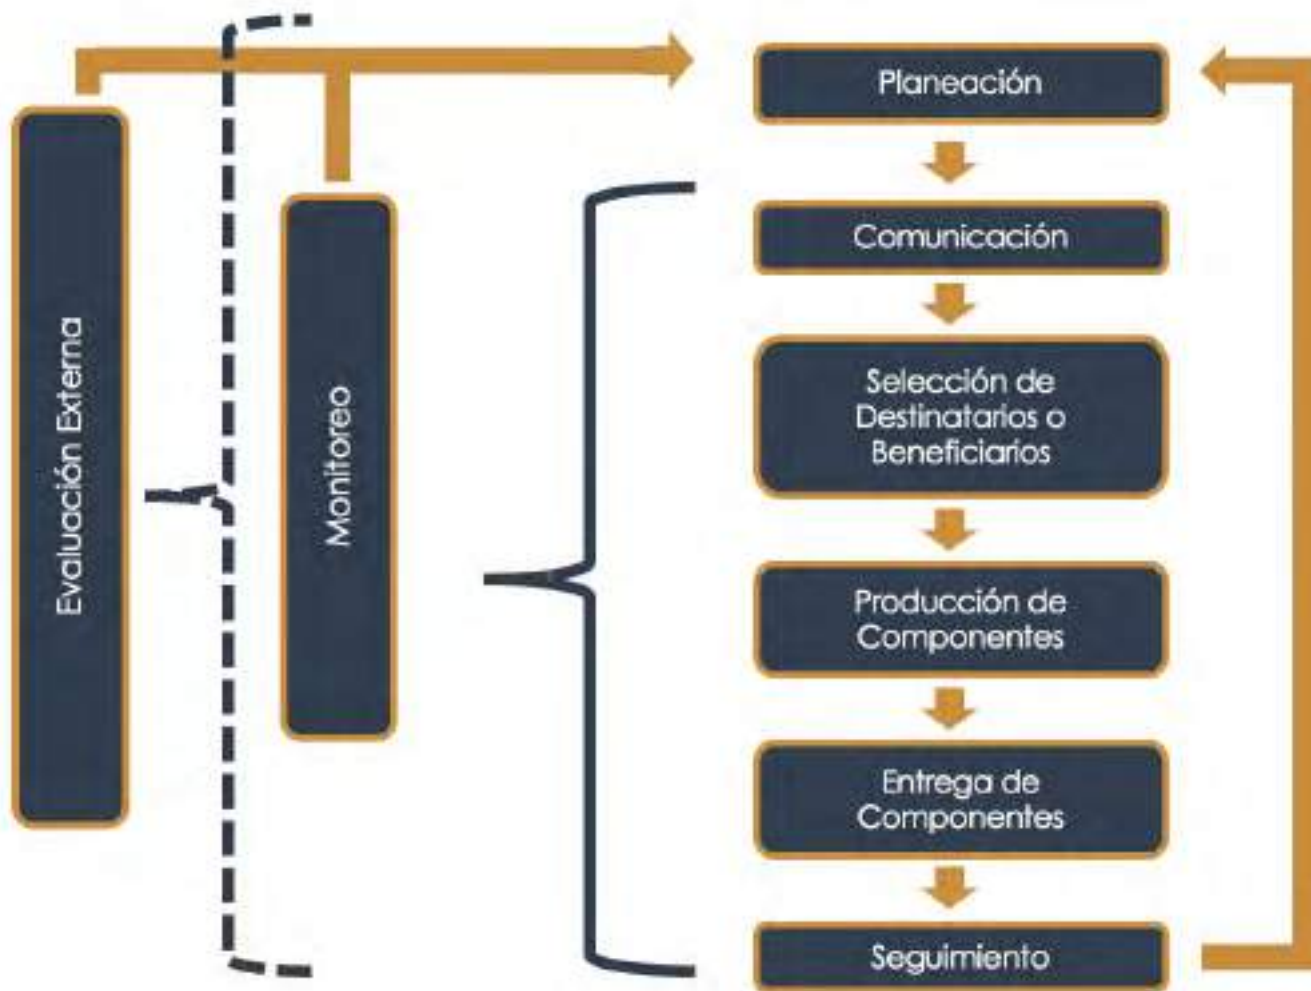 Planeación
Comunicación
Selección de
Destinatarios o
Beneficiarios
Producción de
Componentes
Entrega de
Componentes
Seguimiento
Monitoreo
Evaluación Externa